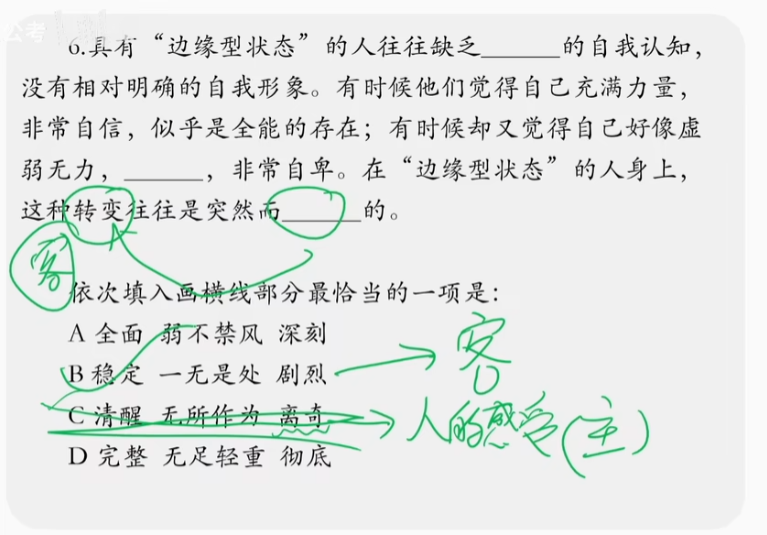 公考
6.具有“边缘型状态”的人往往缺乏______的自我认知，
没有相对明确的自我形象。有时候他们觉得自己充满力量，
非常自信，似乎是全能的存在；有时候却又觉得自己好像虚
弱无力，______，非常自卑。在“边缘型状态”的人身上，
这种转变往往是突然而______的。
客
依次填入画横线部分最恰当的一项是：
A 全面 弱不禁风 深刻
B 稳定 一无是处 剧烈
客
C 清醒 无所作为 离奇
人的感受(主)
D 完整 无足轻重 彻底